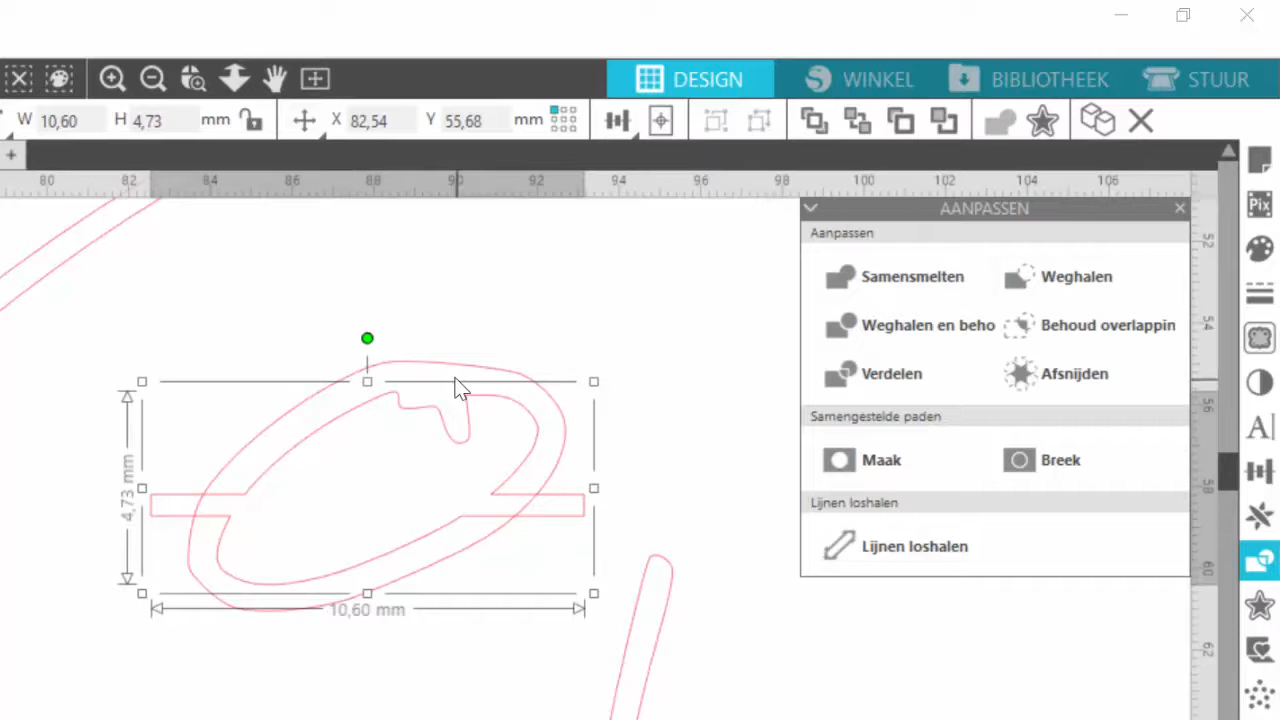 DESIGN WINKEL BIBLIOTHEEK STUUR
W 10,60 H 4,73 mm X 82,54 Y 55,68 mm
+
80 82 84 86 88 90 92 94 96 98 100 102 104 106
AANPASSEN
Aanpassen
Samensmelten Weghalen
Weghalen en beho Behoud overlappin
Verdelen Afsnijden
Samengestelde paden
Maak Breek
Lijnen loshalen
Lijnen loshalen
52
54
56
58
60
62
Pix
A
4,73 mm
10,60 mm